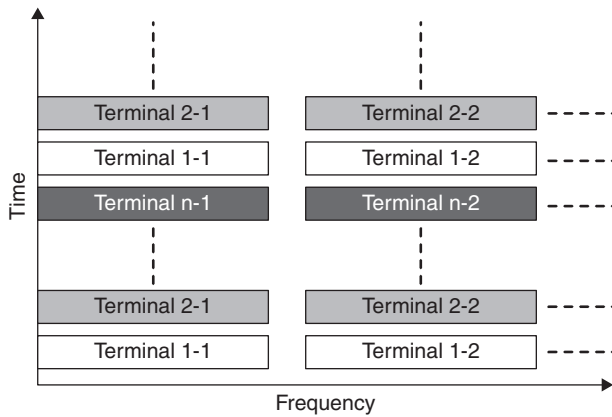 Terminal 2-1
Terminal 2-2
Terminal 1-1
Terminal 1-2
Terminal n-1
Terminal n-2
Time
Terminal 2-1
Terminal 2-2
Terminal 1-1
Terminal 1-2
Frequency